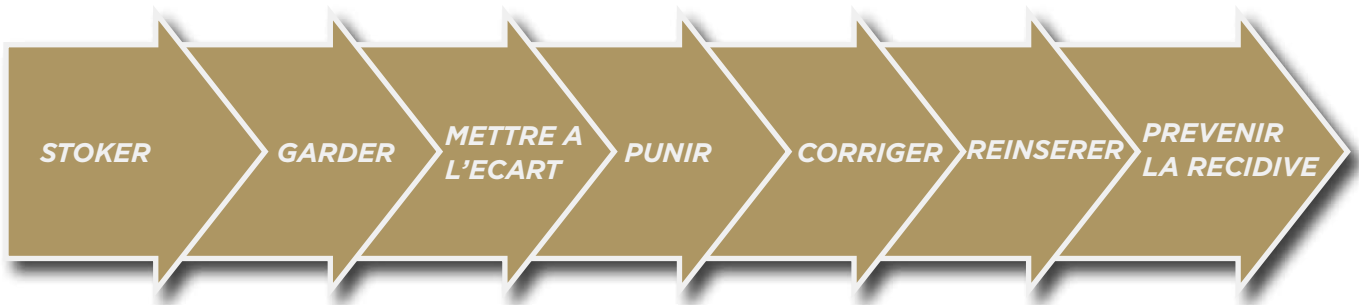 STOKER
GARDER
METTRE A
L’ECART
PUNIR
CORRIGER
REINSERER
PREVENIR
LA RECIDIVE